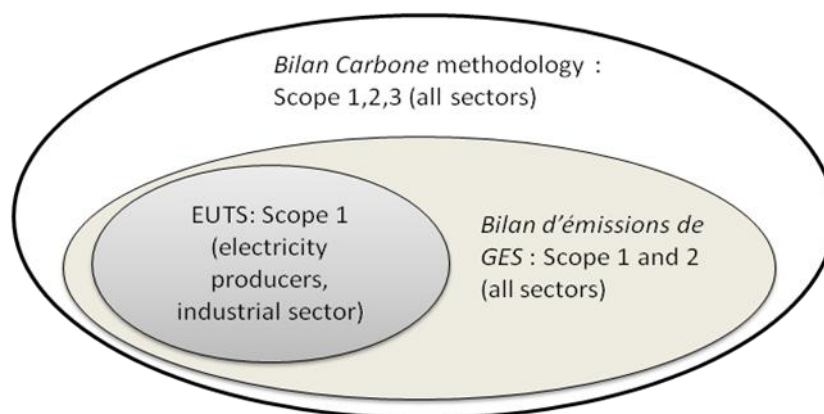 Bilan Carbone methodology :
Scope 1,2,3 (all sectors)
EUTS: Scope 1
(electricity
producers,
industrial sector)
Bilan d’émissions de
GES : Scope 1 and 2
(all sectors)